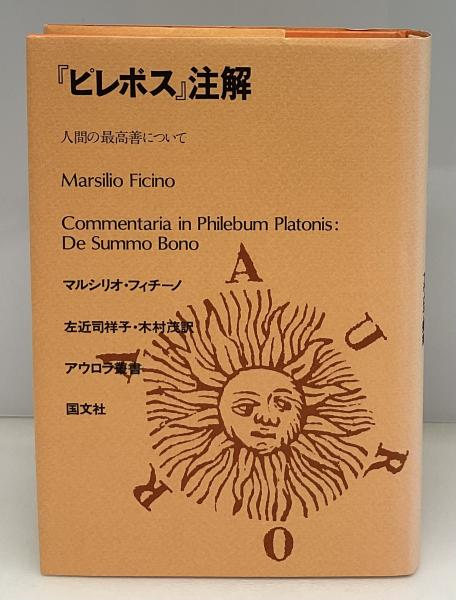 『ピレボス』注解
人間の最高善について
Marsilio Ficino
Commentaria in Philebum Platonis:
De Summo Bono
マルシリオ・フィチーノ
左近司祥子・木村茂訳
アウロラ叢書
国文社
A
U
R
O
R